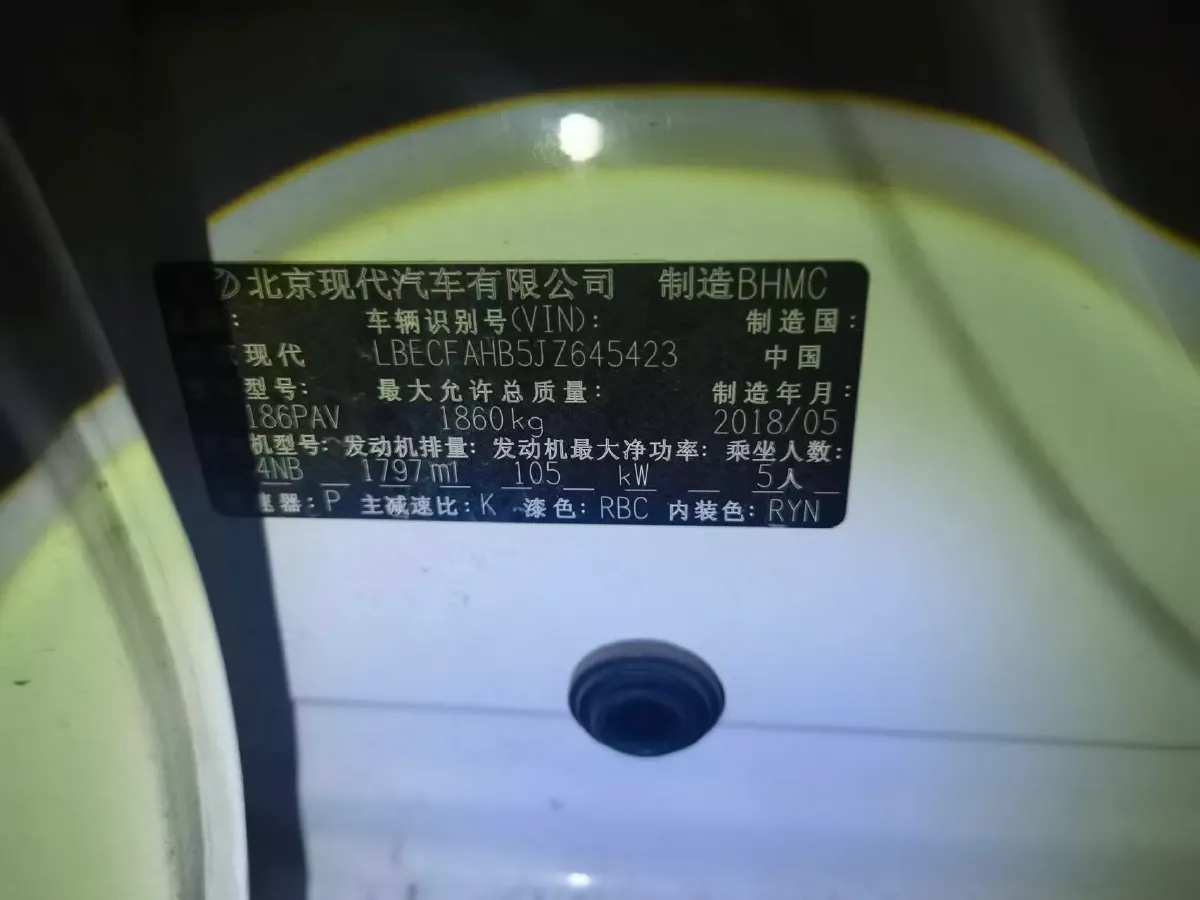 北京现代汽车有限公司 制造BHMC
: 车辆识别号(VIN): 制造国:
现代 LBECFAHB5JZ645423 中国
型号: 最大允许总质量: 制造年月:
186PAV 1860kg 2018/05
机型号: 发动机排量: 发动机最大净功率: 乘坐人数:
4NB 1797ml 105 kW 5人
速器: P 主减速比: K 漆色: RBC 内装色: RYN